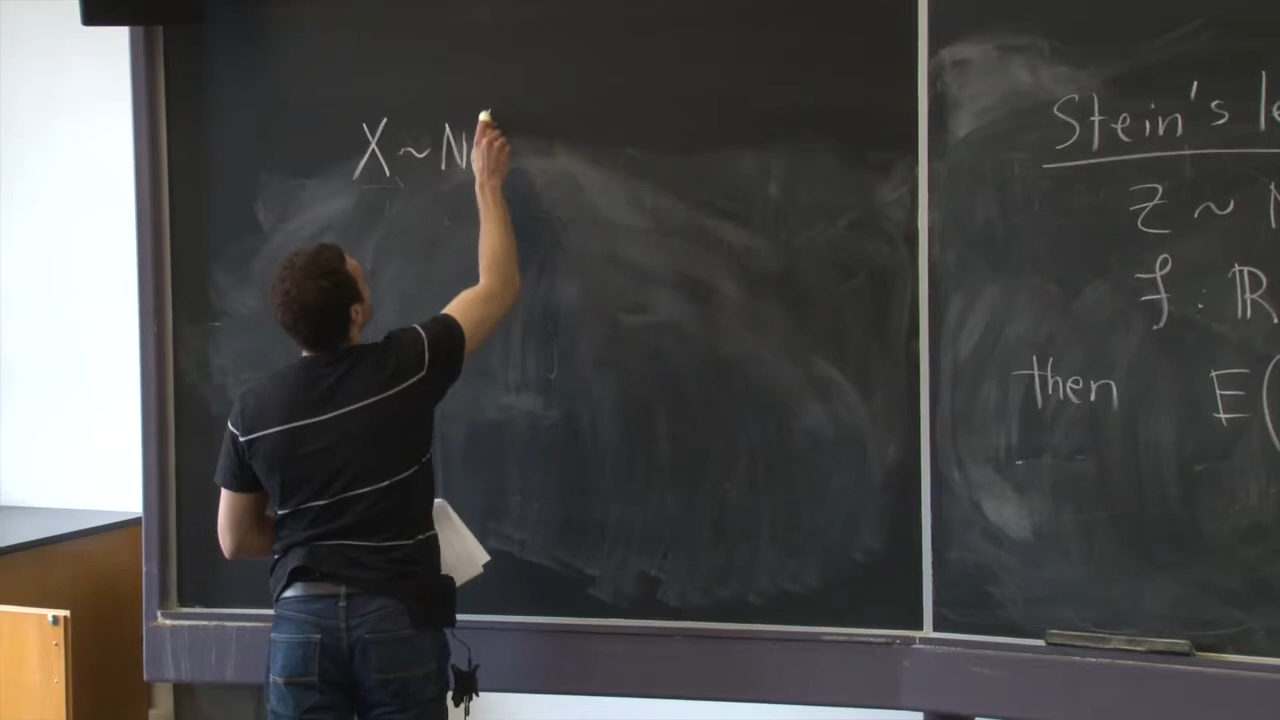 X ~ N
Stein's le
Z ~ N
f : ℝ
then E(